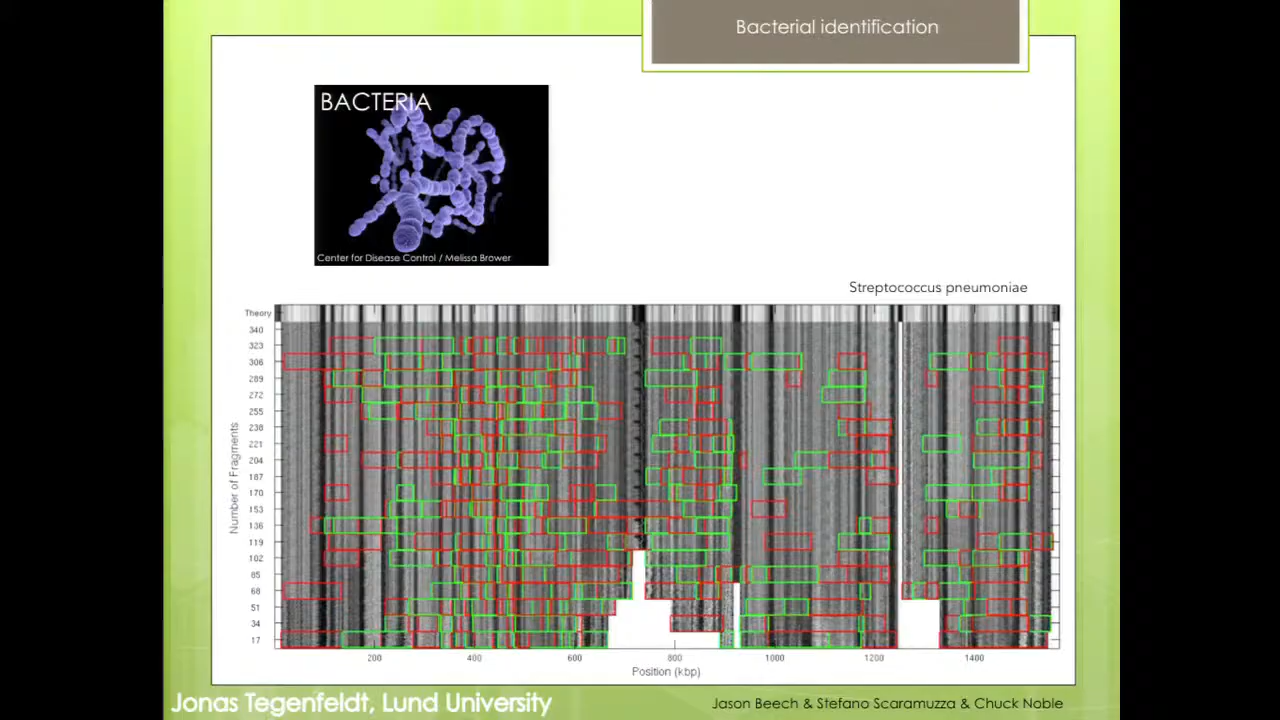 Bacterial identification
BACTERIA
Center for Disease Control / Melissa Brower
Streptococcus pneumoniae
Theory
340
323
306
289
272
255
238
221
204
187
170
153
136
119
102
85
68
51
34
17
Number of Fragments
200 400 600 800 1000 1200 1400
Position (kbp)
Jonas Tegenfeldt, Lund University
Jason Beech & Stefano Scaramuzza & Chuck Noble